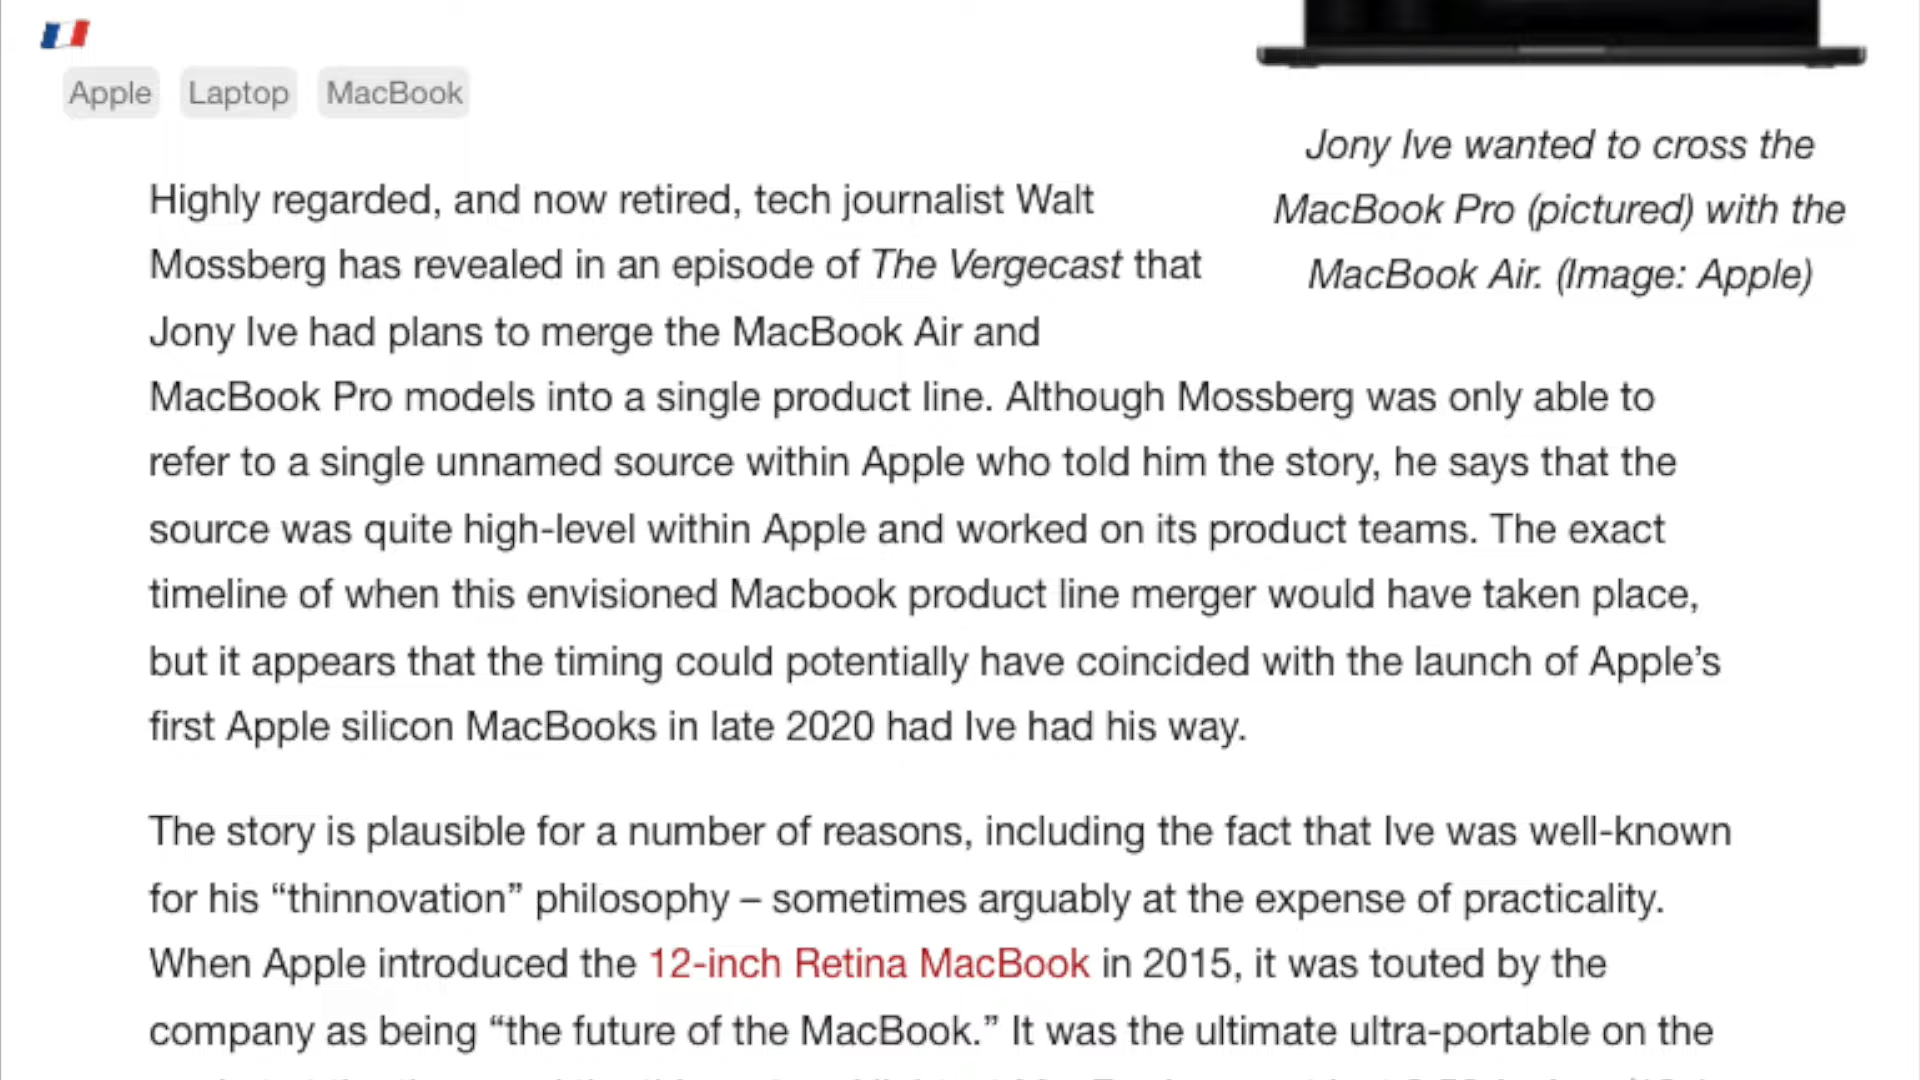 Apple Laptop MacBook
Jony Ive wanted to cross the
MacBook Pro (pictured) with the
MacBook Air. (Image: Apple)
Highly regarded, and now retired, tech journalist Walt
Mossberg has revealed in an episode of The Vergecast that
Jony Ive had plans to merge the MacBook Air and
MacBook Pro models into a single product line. Although Mossberg was only able to
refer to a single unnamed source within Apple who told him the story, he says that the
source was quite high-level within Apple and worked on its product teams. The exact
timeline of when this envisioned Macbook product line merger would have taken place,
but it appears that the timing could potentially have coincided with the launch of Apple’s
first Apple silicon MacBooks in late 2020 had Ive had his way.
The story is plausible for a number of reasons, including the fact that Ive was well-known
for his “thinnovation” philosophy – sometimes arguably at the expense of practicality.
When Apple introduced the 12-inch Retina MacBook in 2015, it was touted by the
company as being “the future of the MacBook.” It was the ultimate ultra-portable on the